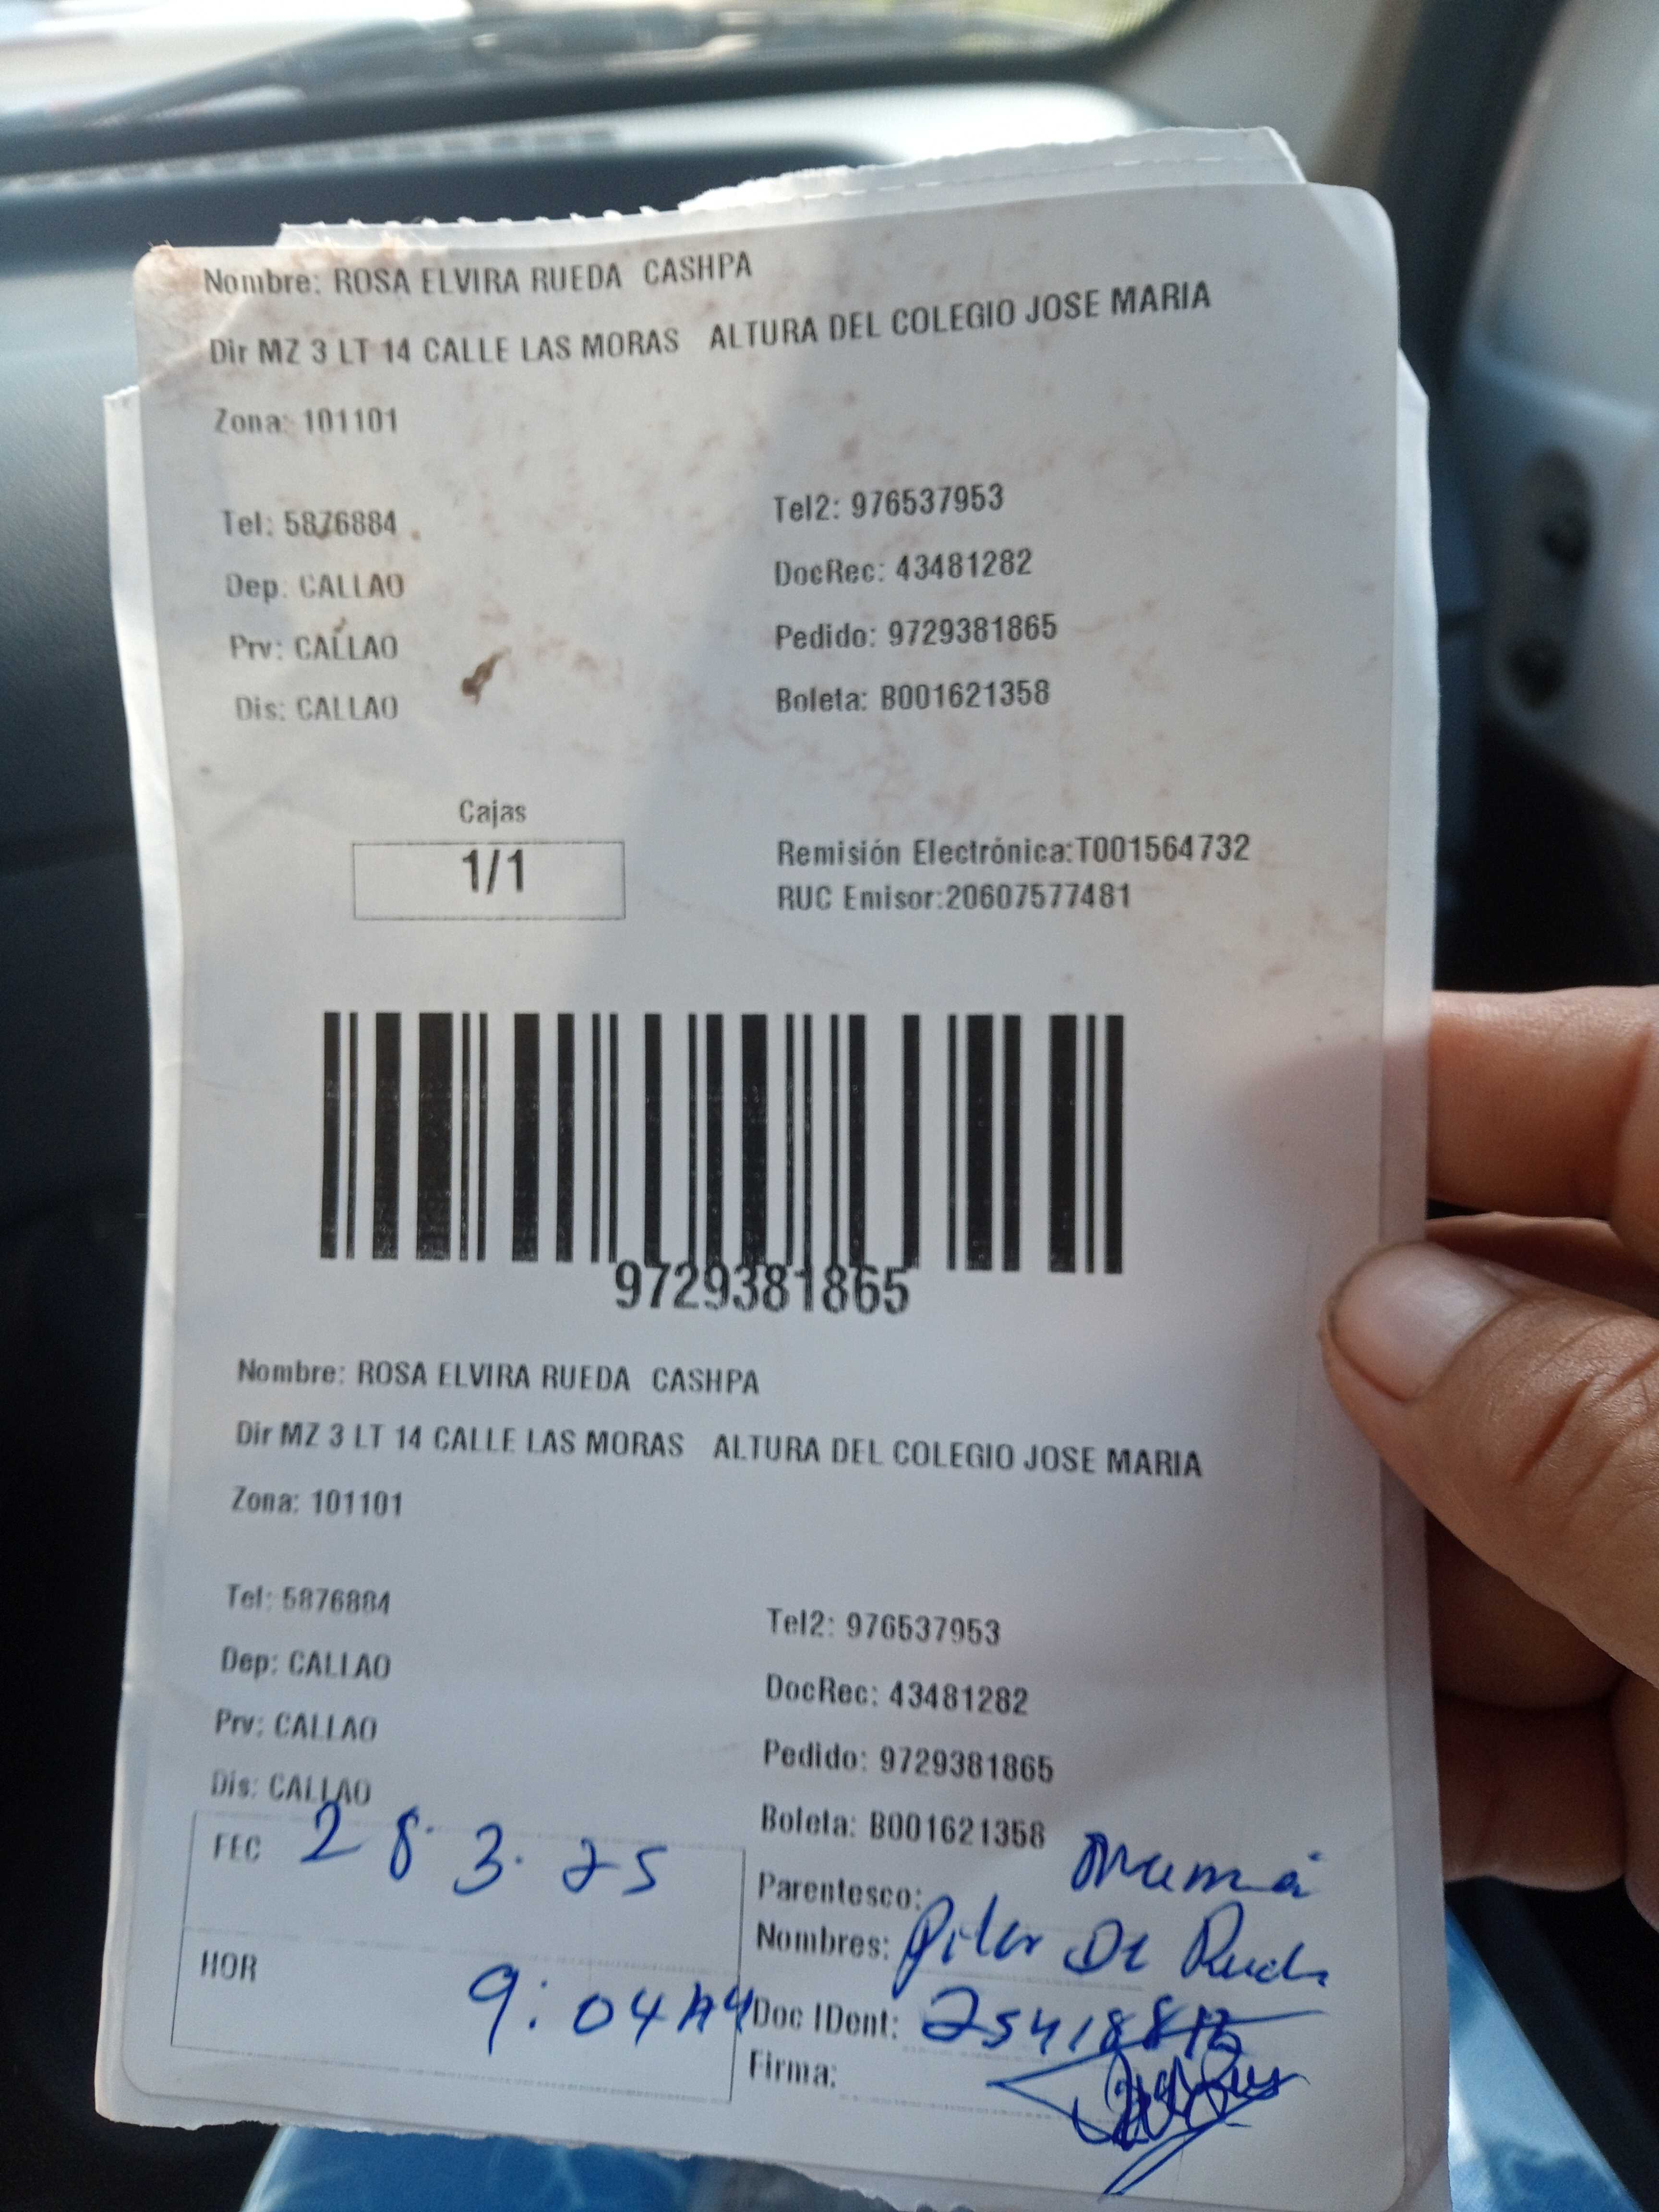 Nombre: ROSA ELVIRA RUEDA CASHPA
Dir MZ 3 LT 14 CALLE LAS MORAS ALTURA DEL COLEGIO JOSE MARIA
Zona: 101101
Tel: 5876884 Tel2: 976537953
Dep. CALLAO DocRec: 43481282
Prv: CALLAO Pedido: 9729381865
Dis: CALLAO Boleta: B001621358
Cajas
1/1
Remisión Electrónica:T001564732
RUC Emisor:20607577481
9729381865
Nombre: ROSA ELVIRA RUEDA CASHPA
Dir MZ 3 LT 14 CALLE LAS MORAS ALTURA DEL COLEGIO JOSE MARIA
Zona: 101101
Tel: 5876884 Tel2: 976537953
Dep: CALLAO DocRec: 43481282
Prv: CALLAO Pedido: 9729381865
Dis: CALLAO Boleta: B001621358
FEC 28.3.25
HOR 9:04 AM
Parentesco: mamá
Nombres: Pilar De Rueda
Doc IDent:
Firma: